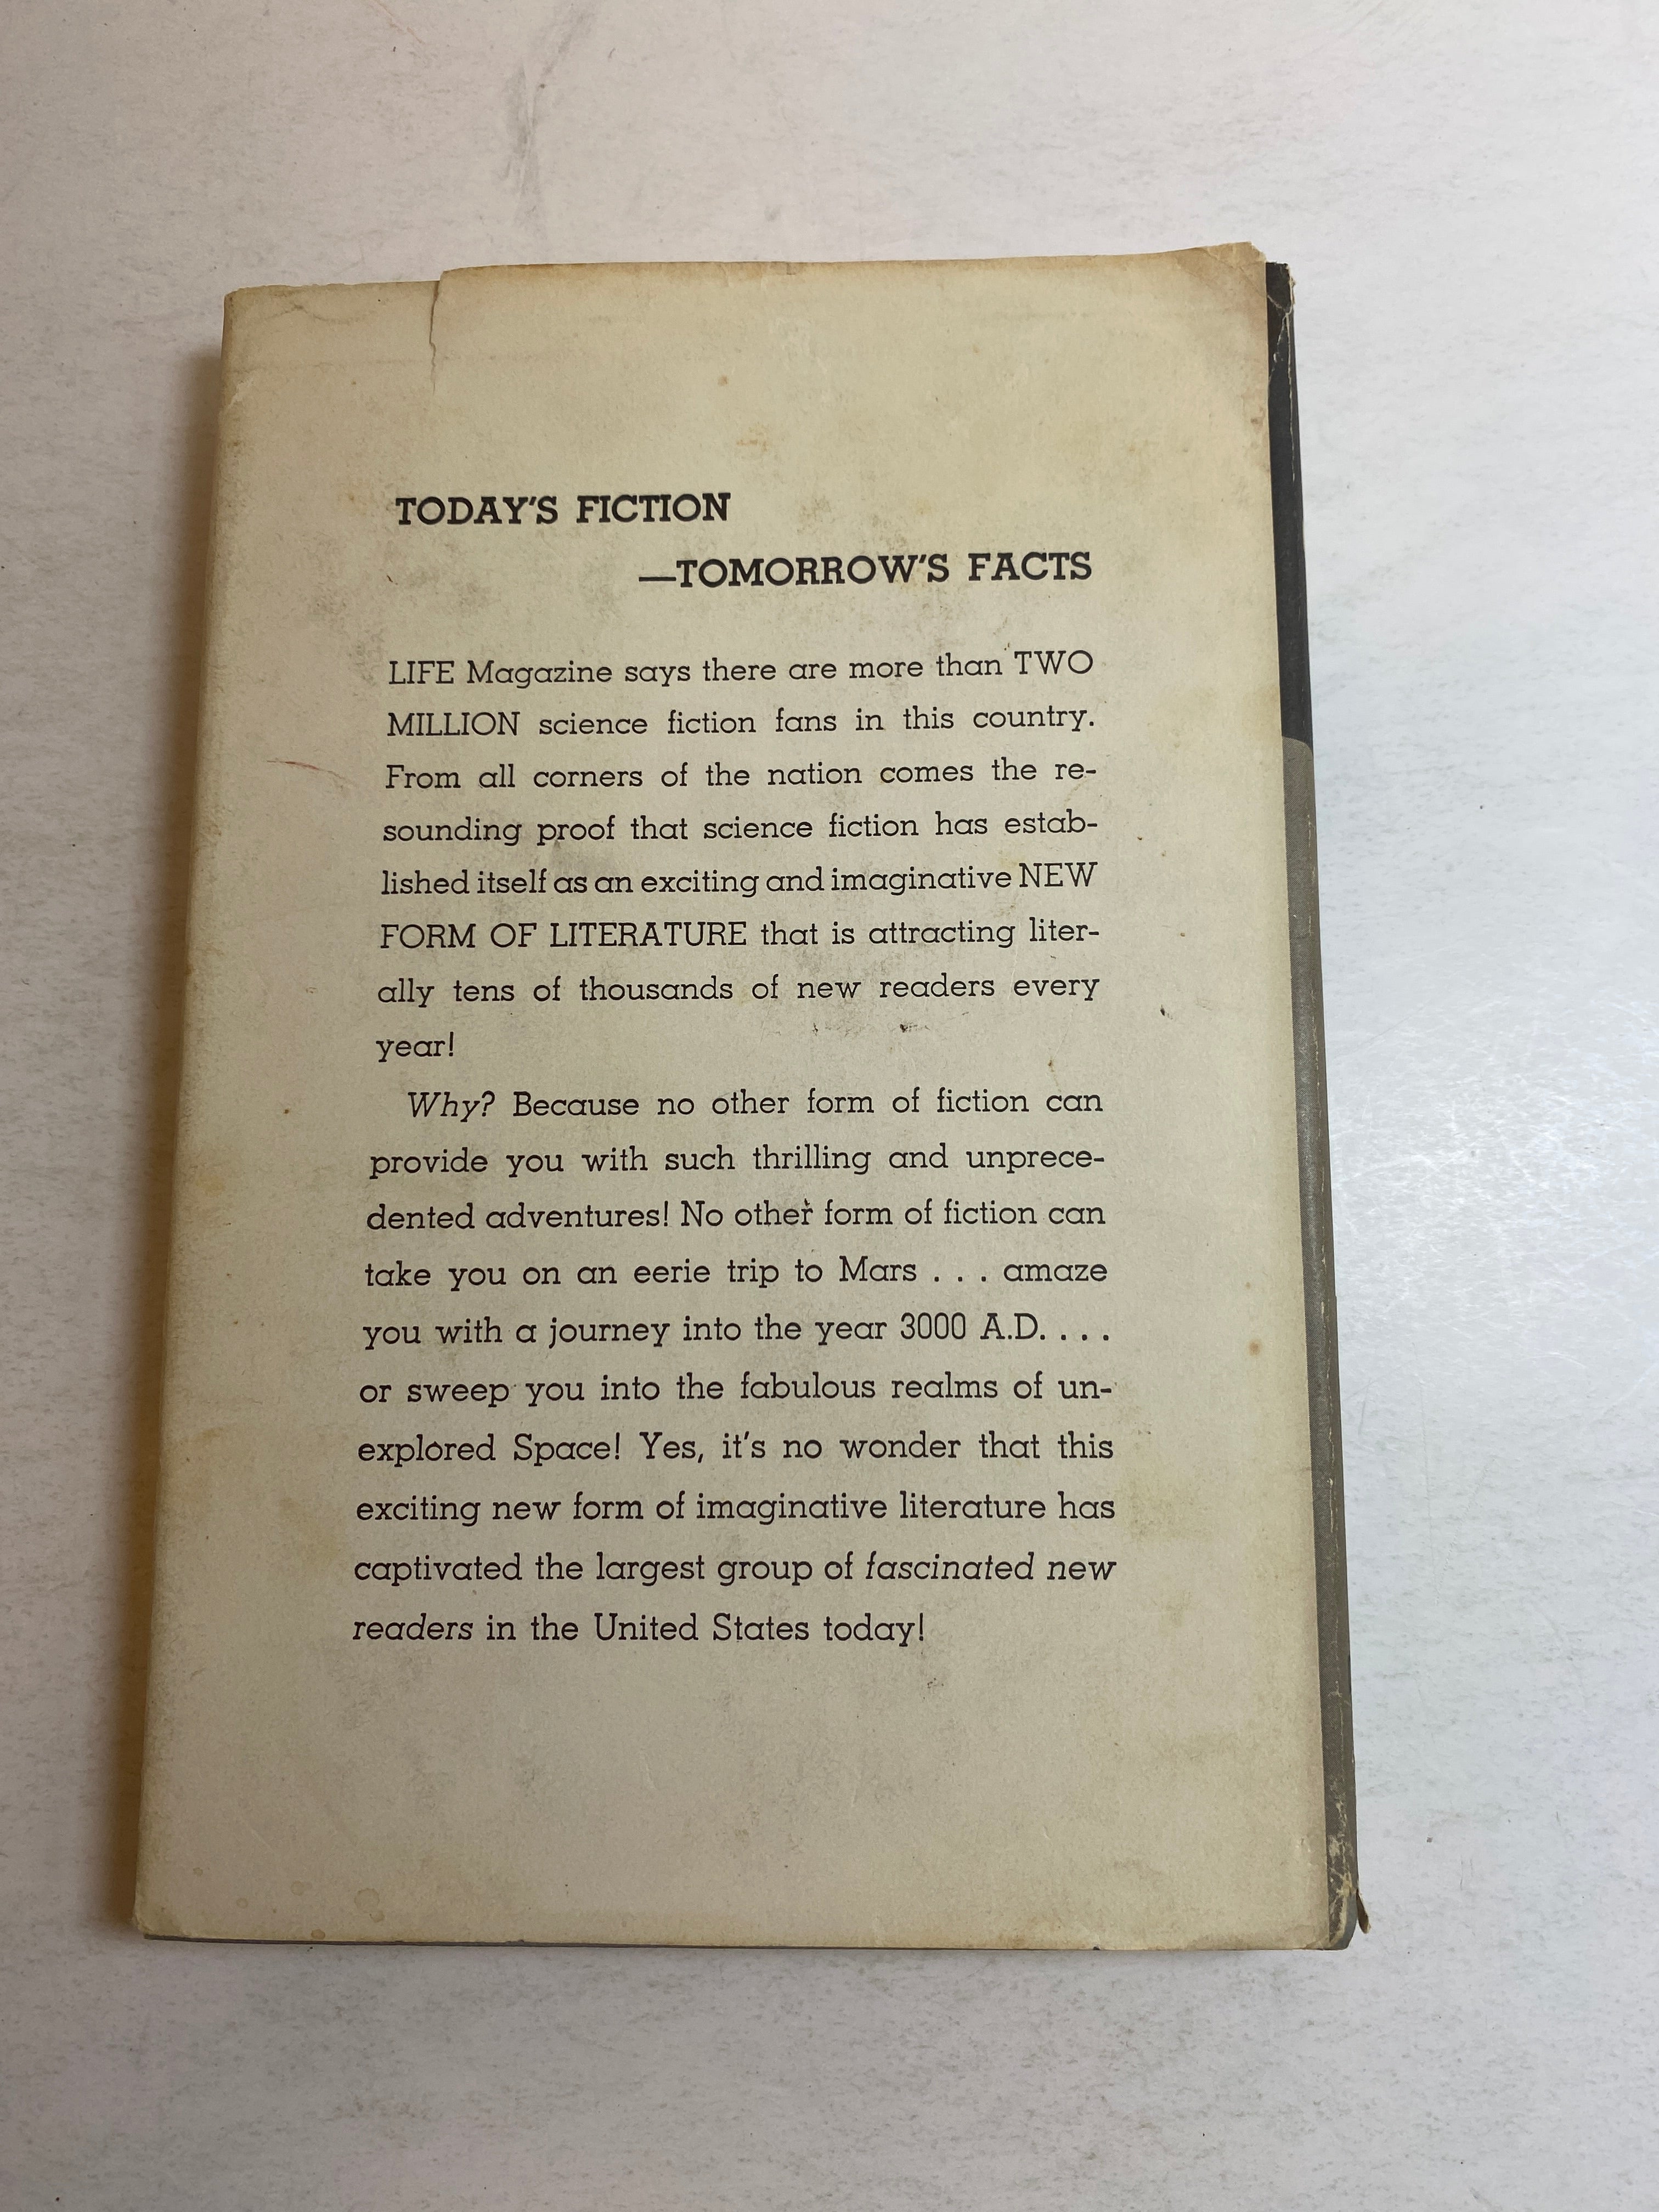 TODAY'S FICTION
—TOMORROW'S FACTS
LIFE Magazine says there are more than TWO
MILLION science fiction fans in this country.
From all corners of the nation comes the re-
sounding proof that science fiction has estab-
lished itself as an exciting and imaginative NEW
FORM OF LITERATURE that is attracting liter-
ally tens of thousands of new readers every
year!
Why? Because no other form of fiction can
provide you with such thrilling and unprece-
dented adventures! No other form of fiction can
take you on an eerie trip to Mars . . . amaze
you with a journey into the year 3000 A.D. . . .
or sweep you into the fabulous realms of un-
explored Space! Yes, it's no wonder that this
exciting new form of imaginative literature has
captivated the largest group of fascinated new
readers in the United States today!